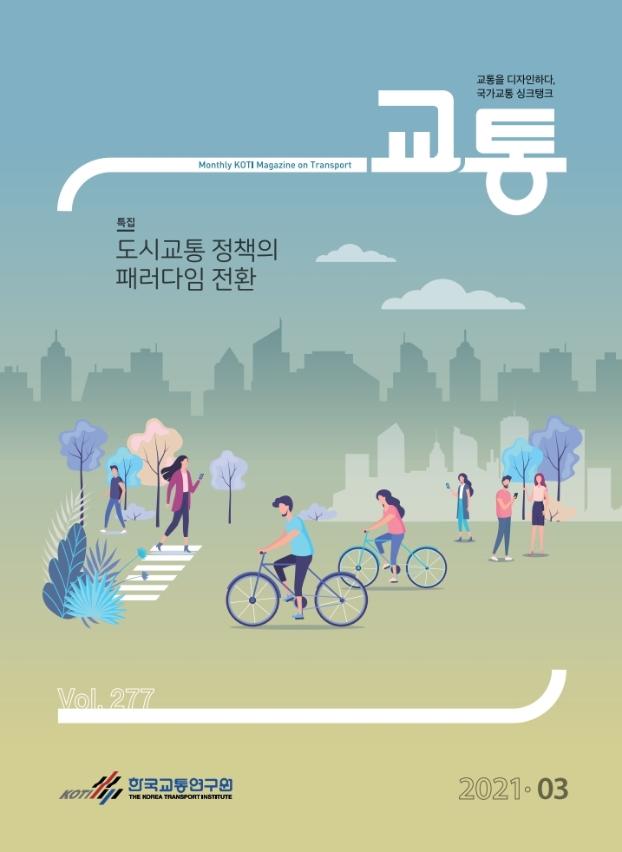 교통을 디자인하다,
국가교통 싱크탱크
교통
Monthly KOTI Magazine on Transport
특집
도시교통 정책의
패러다임 전환
Vol. 277
KOTI 한국교통연구원
THE KOREA TRANSPORT INSTITUTE
2021· 03